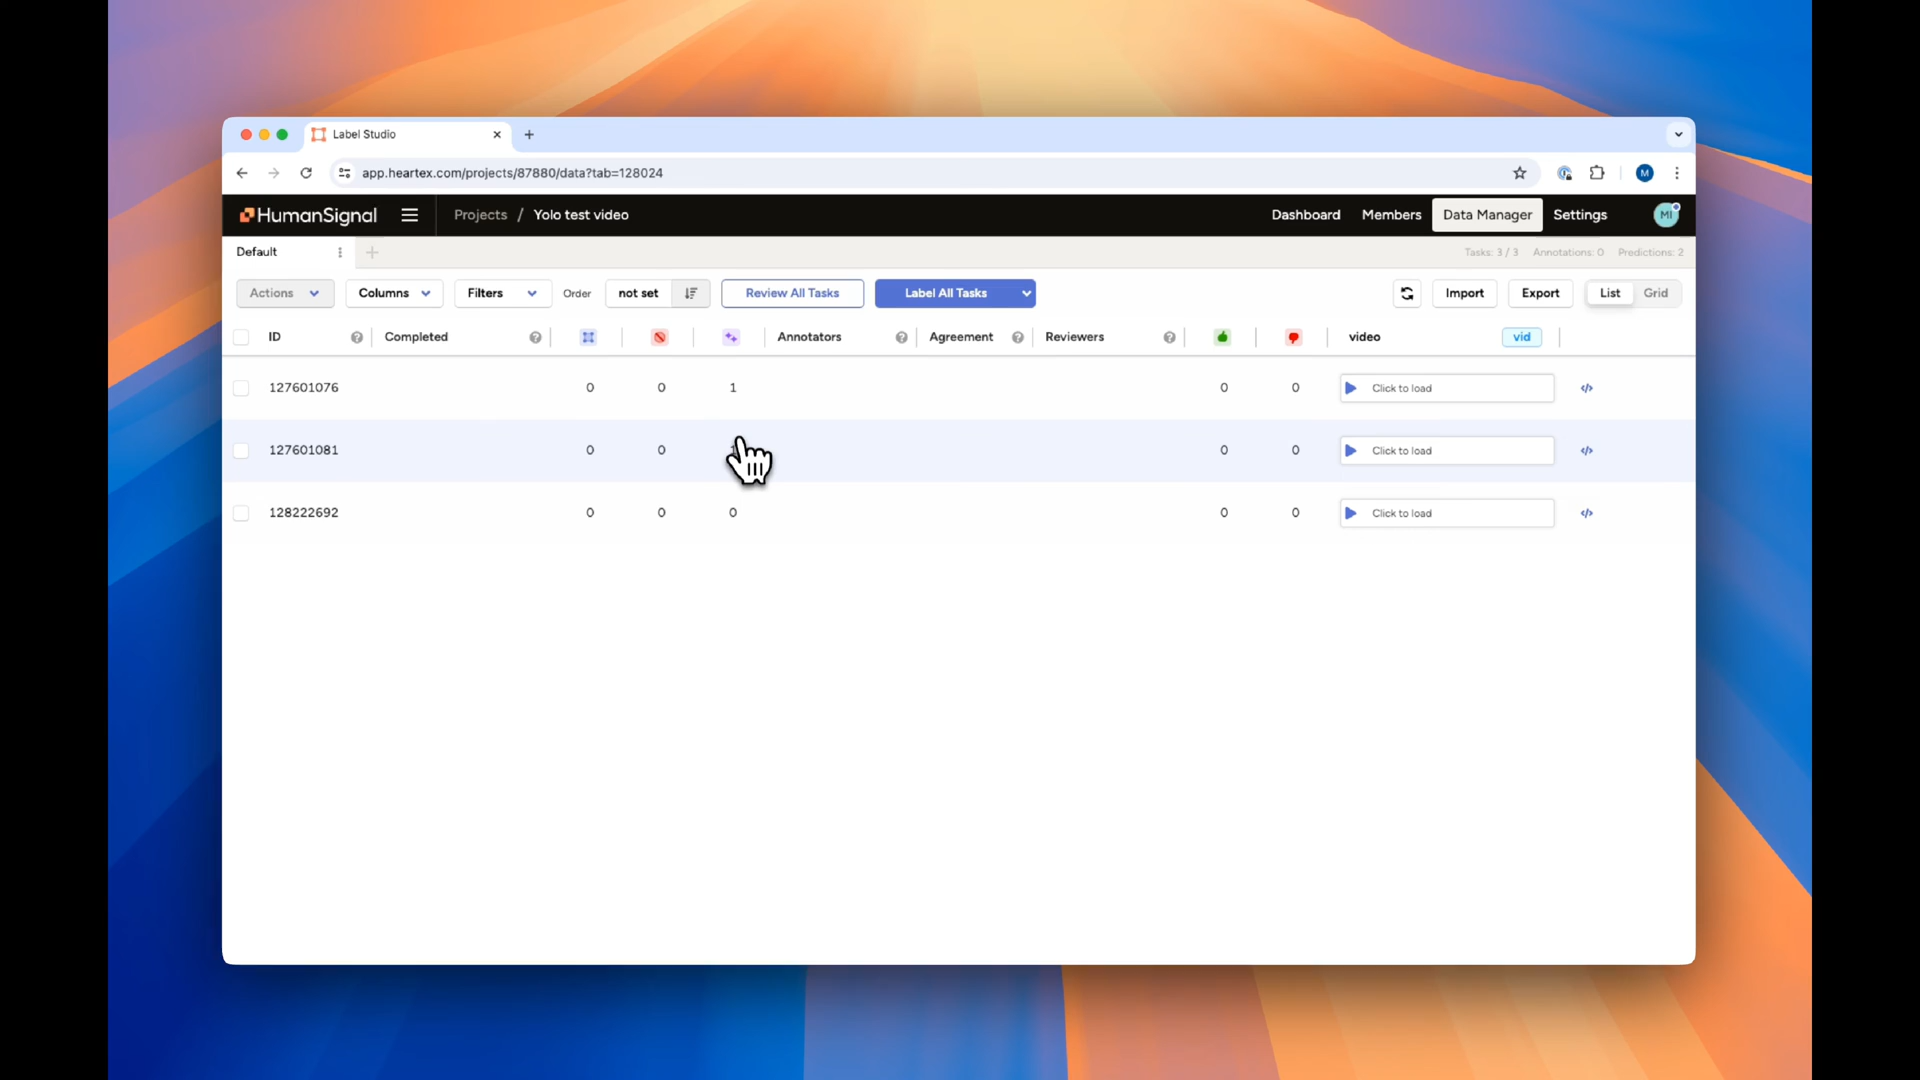 Label Studio
app.heartex.com/projects/87880/data?tab=128024
M
HumanSignal
Projects / Yolo test video
Dashboard Members Data Manager Settings
MI
Default
Tasks: 3 / 3 Annotations: 0 Predictions: 2
Actions Columns Filters Order not set Review All Tasks Label All Tasks Import Export List Grid
ID Completed Annotators Agreement Reviewers video vid
127601076 0 0 1 0 0 Click to load </>
127601081 0 0 0 0 Click to load </>
128222692 0 0 0 0 0 Click to load </>